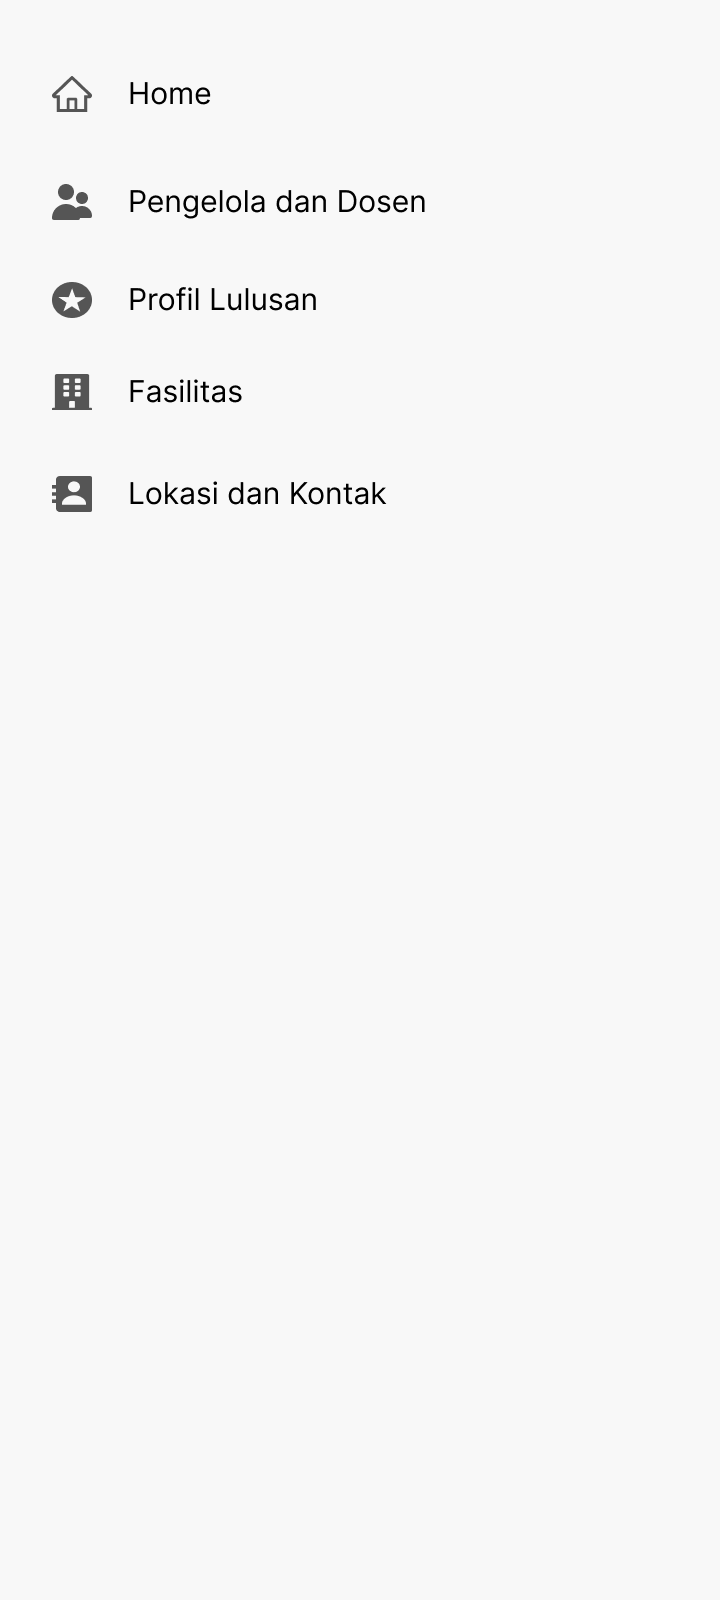 Home
Pengelola dan Dosen
Profil Lulusan
Fasilitas
Lokasi dan Kontak